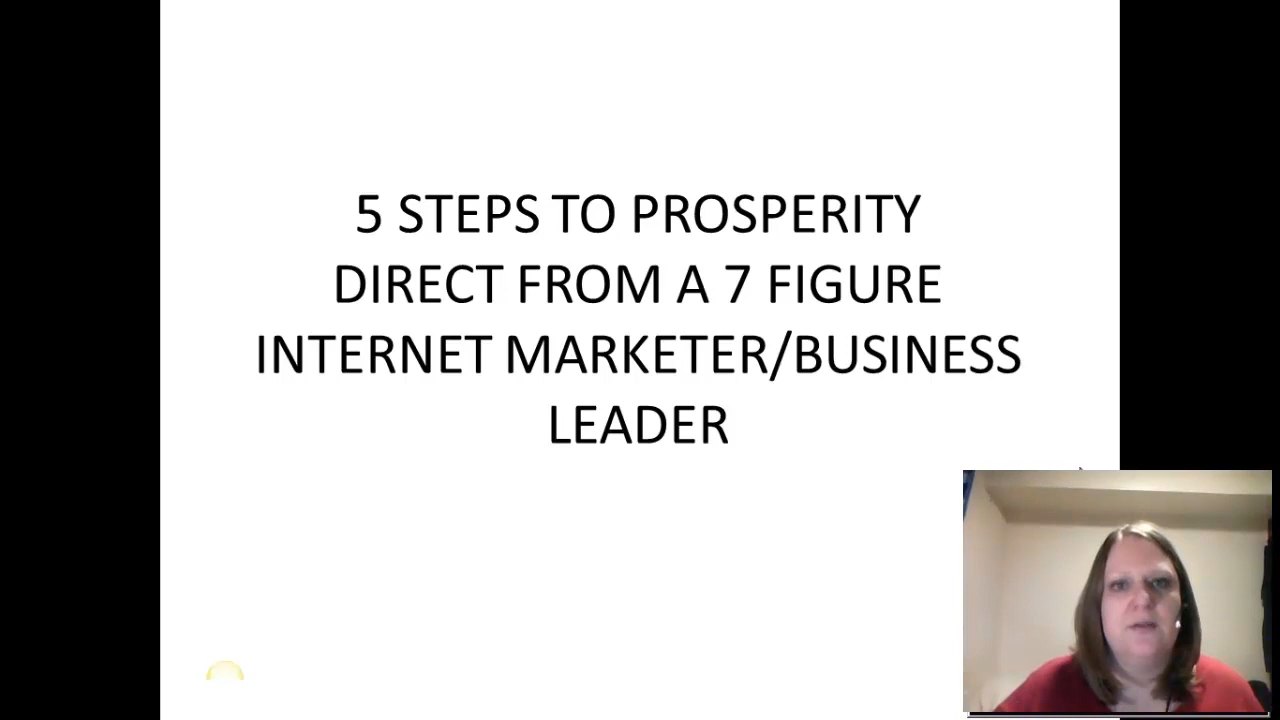 5 STEPS TO PROSPERITY
DIRECT FROM A 7 FIGURE
INTERNET MARKETER/BUSINESS
LEADER